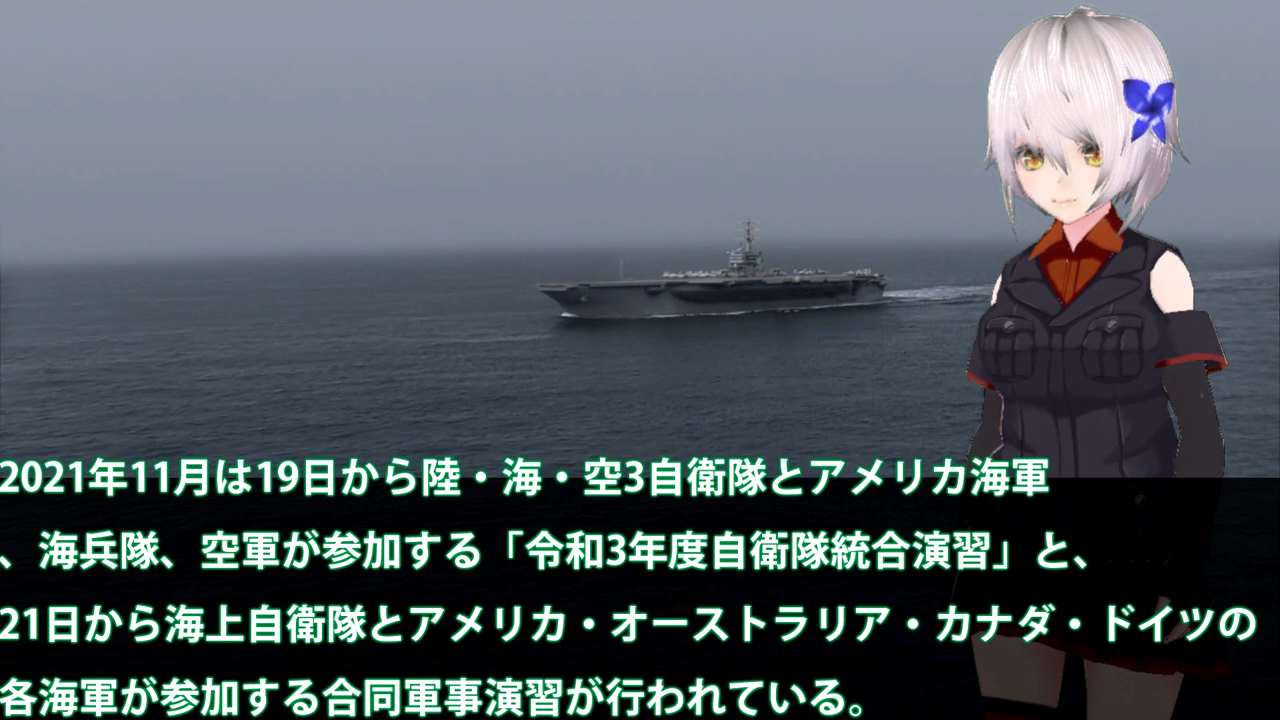 2021年11月は19日から陸・海・空3自衛隊とアメリカ海軍
、海兵隊、空軍が参加する「令和3年度自衛隊統合演習」と、
21日から海上自衛隊とアメリカ・オーストラリア・カナダ・ドイツの
各海軍が参加する合同軍事演習が行われている。